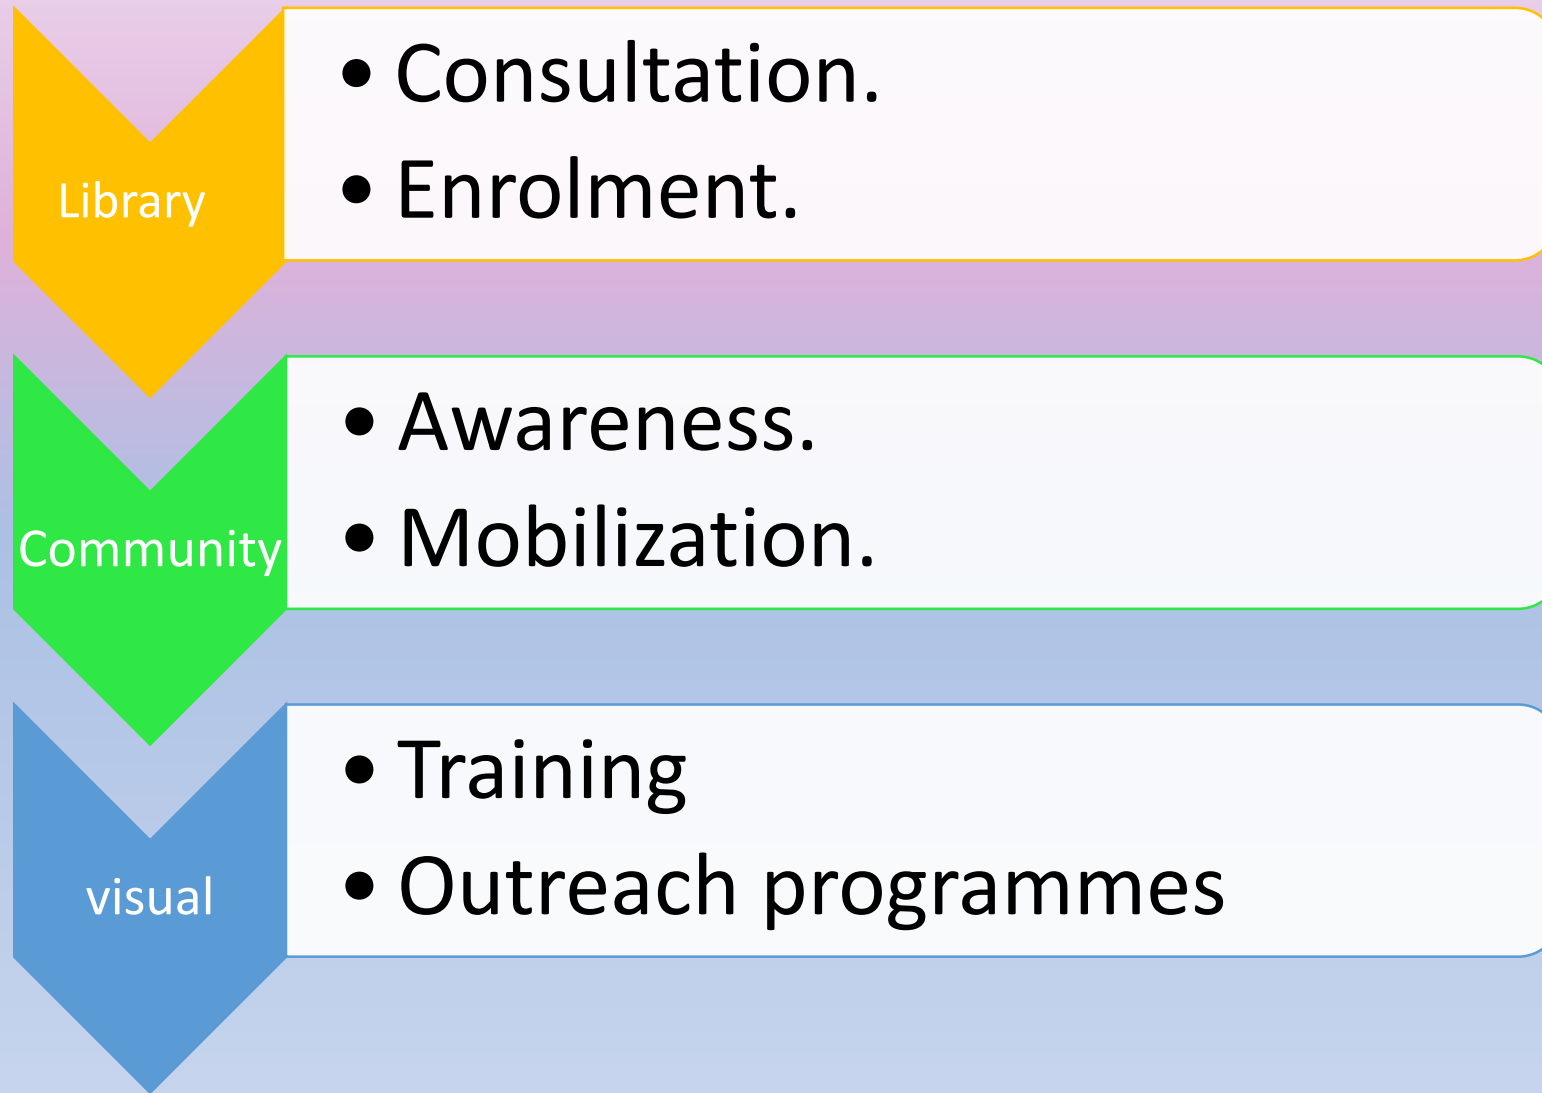 Library
• Consultation.
• Enrolment.
Community
• Awareness.
• Mobilization.
visual
• Training
• Outreach programmes